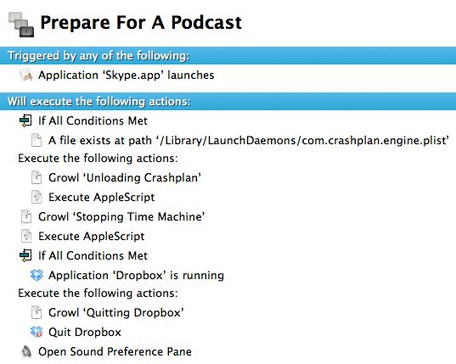 Prepare For A Podcast
Triggered by any of the following:
Application ‘Skype.app’ launches
Will execute the following actions:
If All Conditions Met
A file exists at path ‘/Library/LaunchDaemons/com.crashplan.engine.plist’
Execute the following actions:
Growl ‘Unloading Crashplan’
Execute AppleScript
Growl ‘Stopping Time Machine’
Execute AppleScript
If All Conditions Met
Application ‘Dropbox’ is running
Execute the following actions:
Growl ‘Quitting Dropbox’
Quit Dropbox
Open Sound Preference Pane